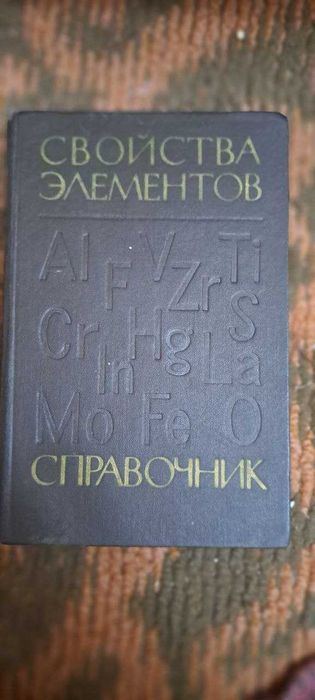 СВОЙСТВА
ЭЛЕМЕНТОВ
Al F V Zr Ti
Cr In Hg La S
Mo Fe O
СПРАВОЧНИК